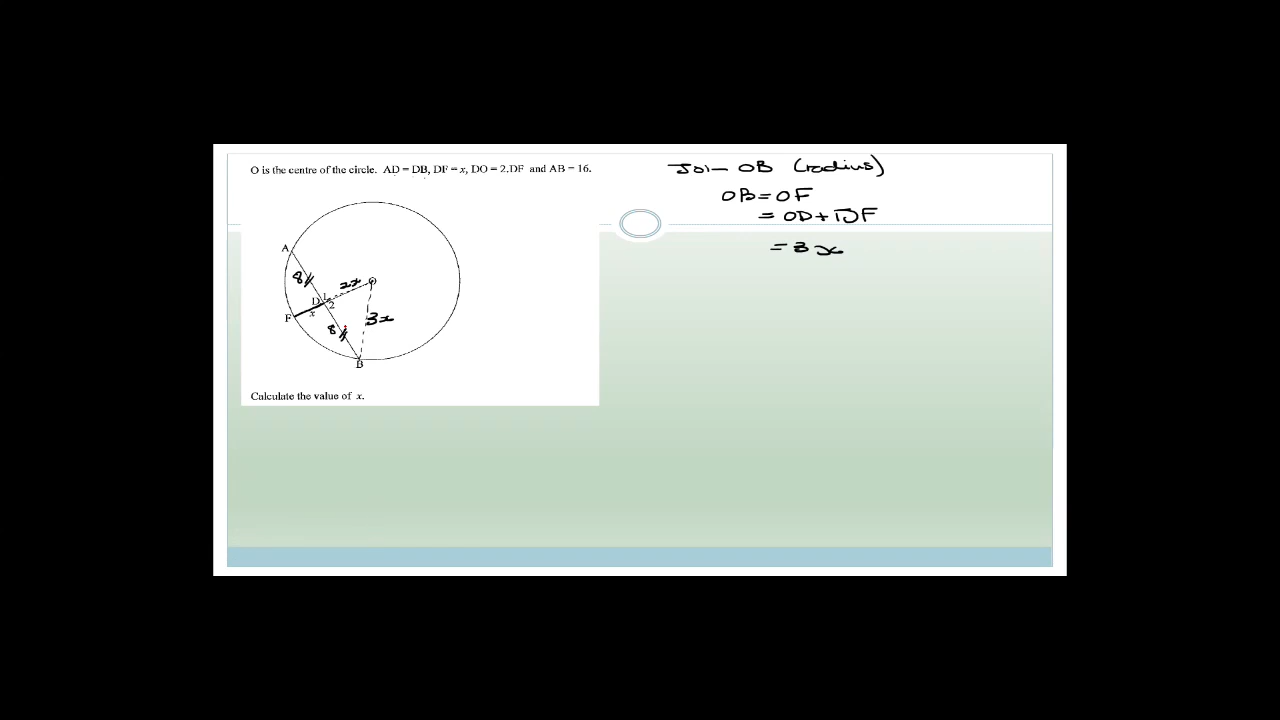 O is the centre of the circle. AD = DB, DF = x, DO = 2.DF and AB = 16.
Join OB (radius)
OB = OF
= OD + DF
= 3x
A
8
2x
O
D 1
2
F
x
8
3x
B
Calculate the value of x.